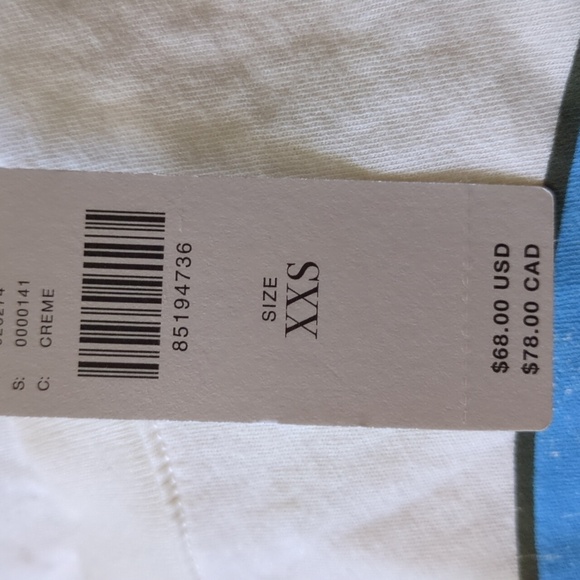 S: 0000141
C: CREME
85194736
SIZE
XXS
$68.00 USD
$78.00 CAD